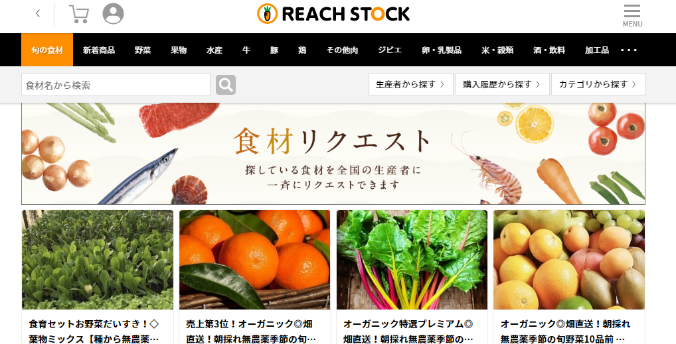 REACH STOCK
MENU
旬の食材 新着商品 野菜 果物 水産 牛 豚 鶏 その他肉 ジビエ 卵・乳製品 米・穀類 酒・飲料 加工品 ・・・
食材名から検索 生産者から探す 購入履歴から探す カテゴリから探す
食材リクエスト
探している食材を全国の生産者に
一斉にリクエストできます
食育セットお野菜だいすき！◇
葉物ミックス【種から無農薬…
売上第3位！オーガニック◎畑
直送！朝採れ無農薬季節の旬…
オーガニック特選プレミアム◎
畑直送！朝採れ無農薬季節の…
オーガニック◎畑直送！朝採れ
無農薬季節の旬野菜10品前 …